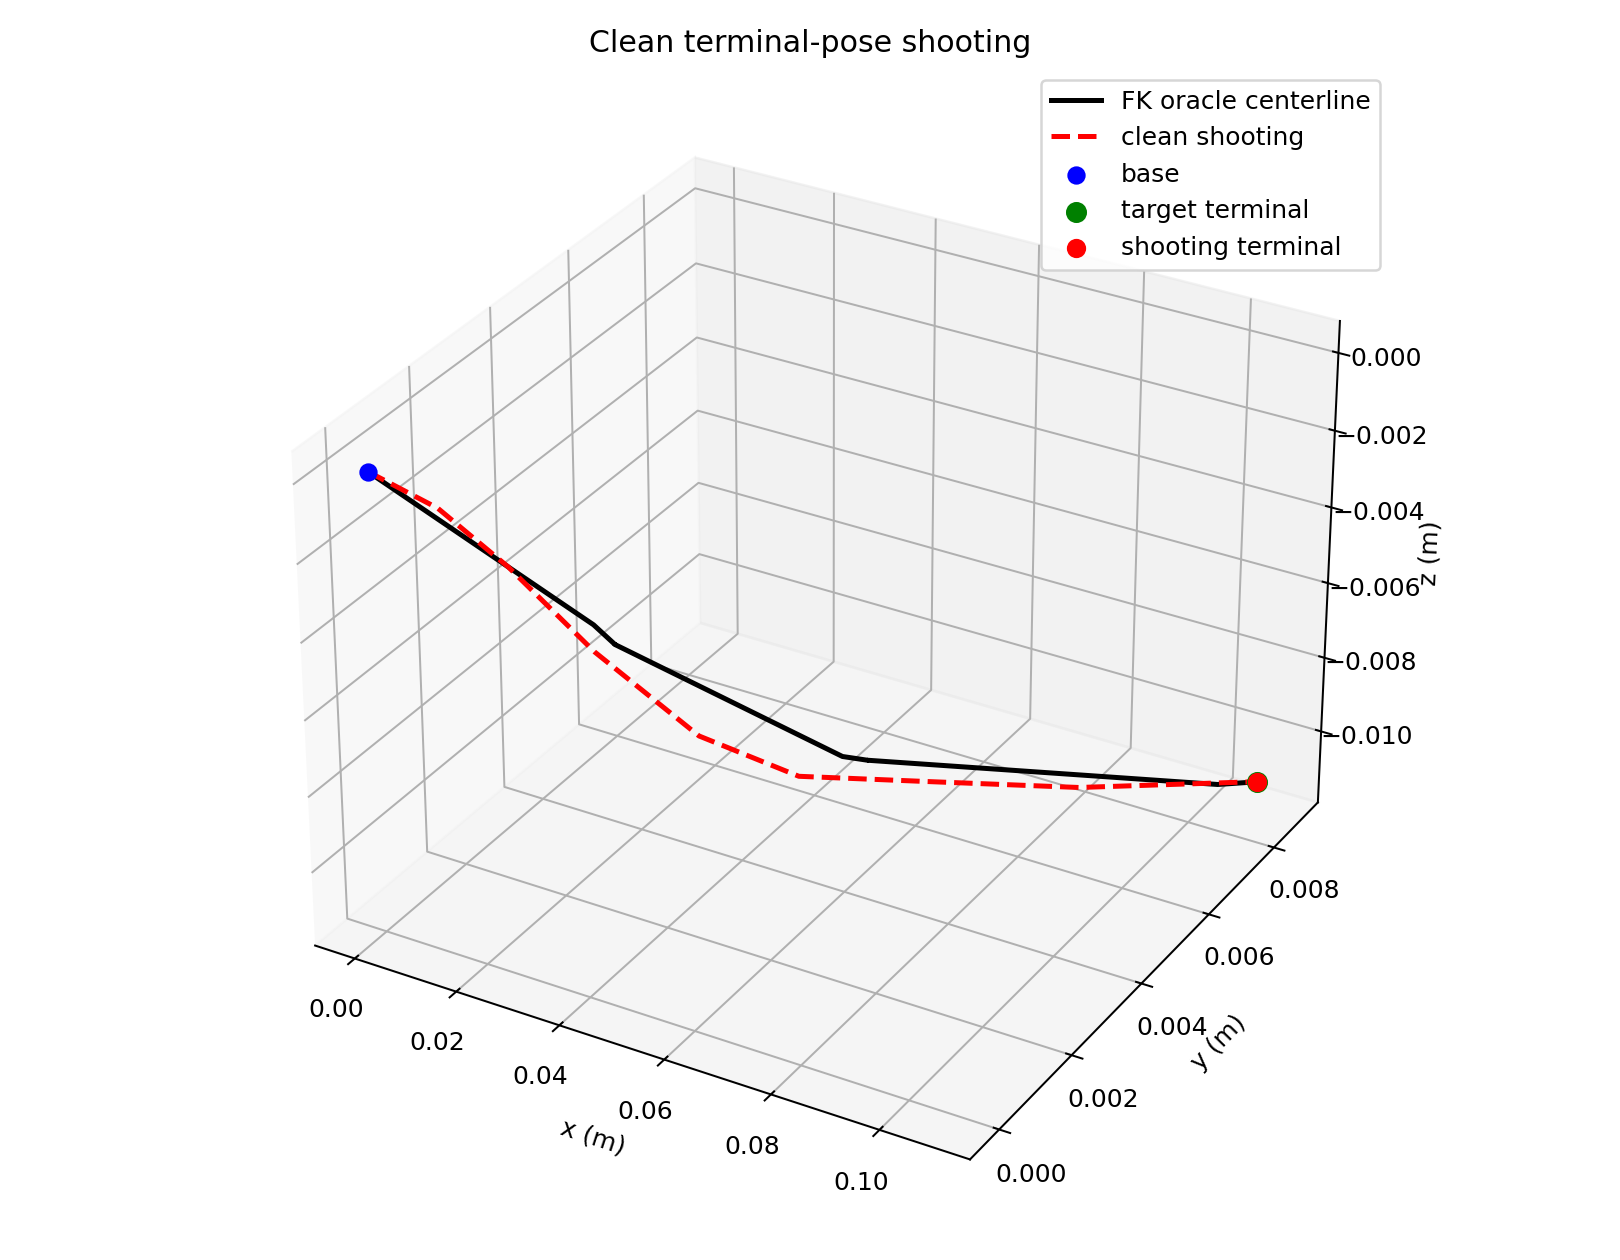 Clean terminal-pose shooting
FK oracle centerline
clean shooting
base
target terminal
shooting terminal
0.000
−0.002
−0.004
−0.006
−0.008
−0.010
z (m)
0.008
0.006
0.004
0.002
0.000
y (m)
0.00
0.02
0.04
0.06
0.08
0.10
x (m)